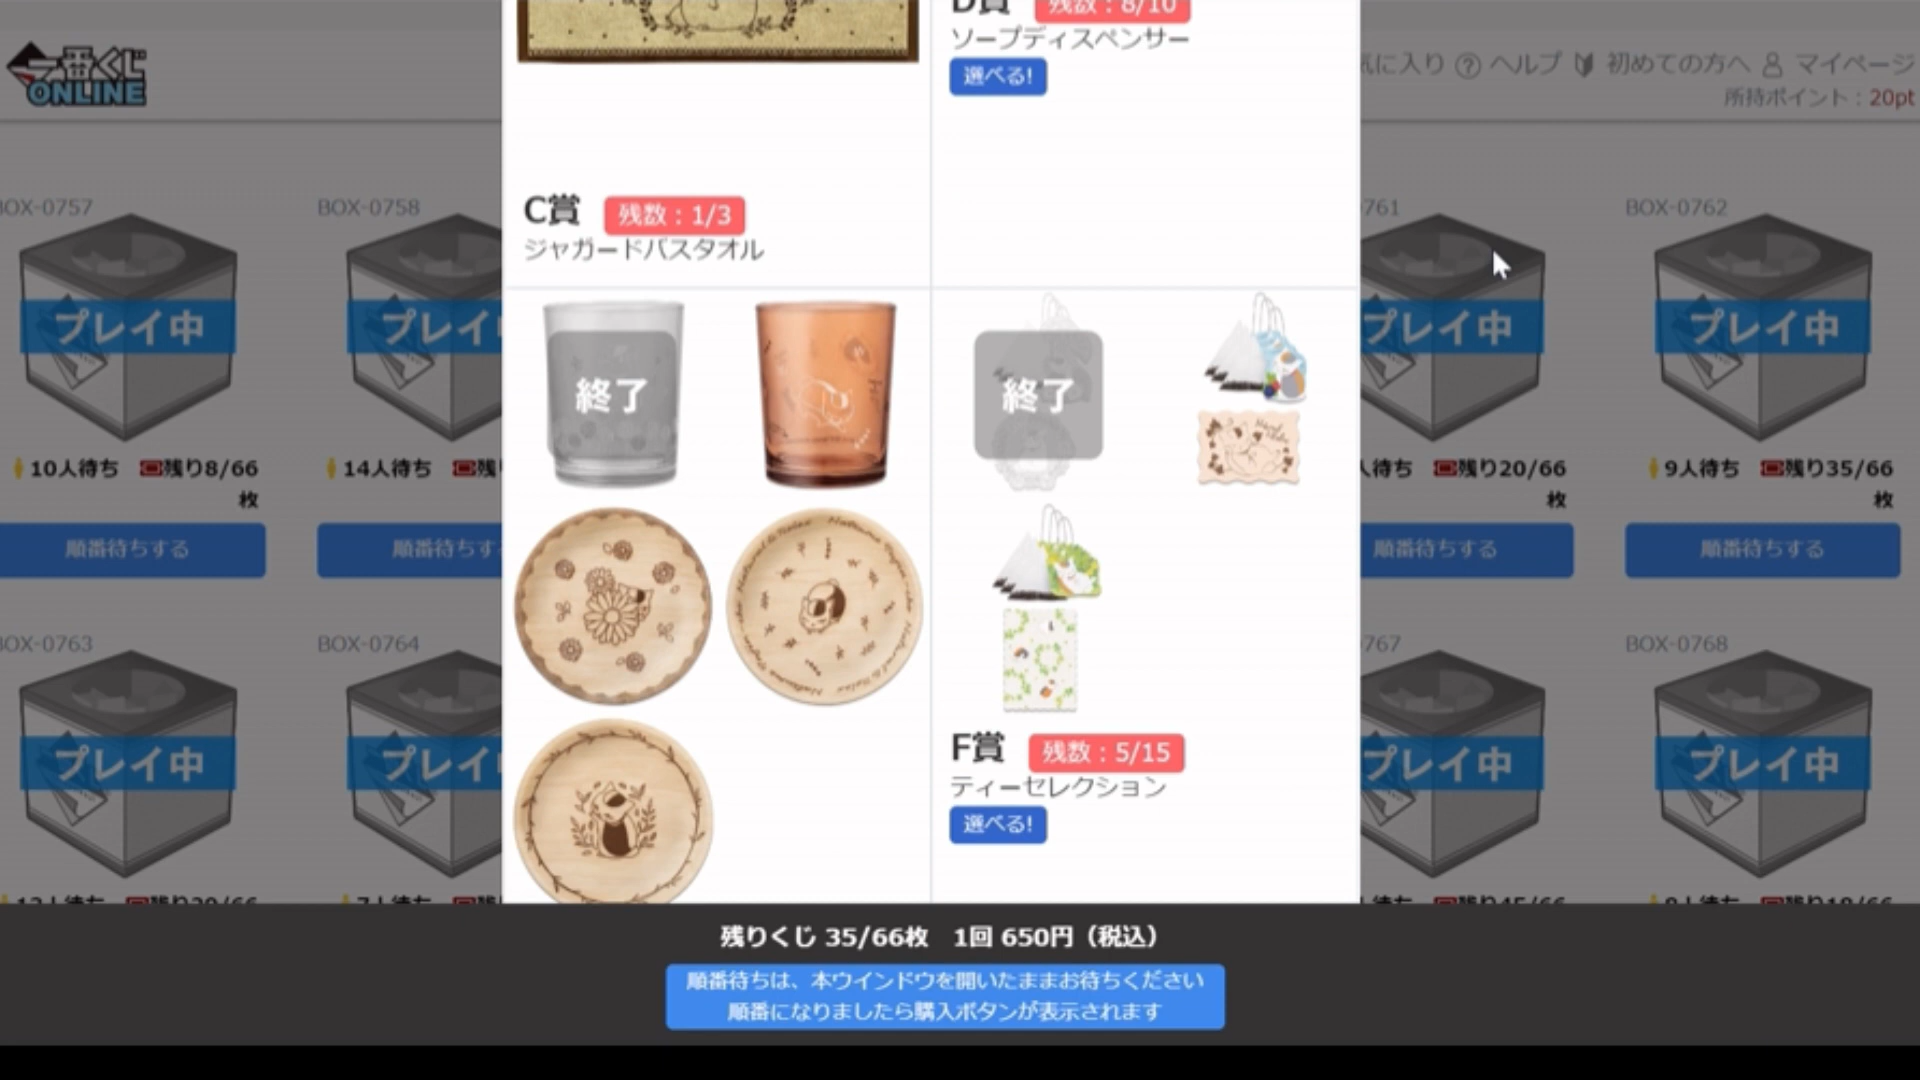 一番くじ
ONLINE
気に入り ヘルプ 初めての方へ マイページ
所持ポイント：20pt
D賞 残数：8/10
ソープディスペンサー
選べる!
C賞 残数：1/3
ジャガードバスタオル
終了
終了
F賞 残数：5/15
ティーセレクション
選べる!
OX-0757
プレイ中
10人待ち 残り8/66
枚
順番待ちする
BOX-0758
プレイ
14人待ち 残
順番待ちす
761
プレイ中
人待ち 残り20/66
枚
順番待ちする
BOX-0762
プレイ中
9人待ち 残り35/66
枚
順番待ちする
OX-0763
プレイ中
BOX-0764
プレイ
767
プレイ中
BOX-0768
プレイ中
残りくじ 35/66枚 1回 650円（税込）
順番待ちは、本ウインドウを開いたままお待ちください
順番になりましたら購入ボタンが表示されます